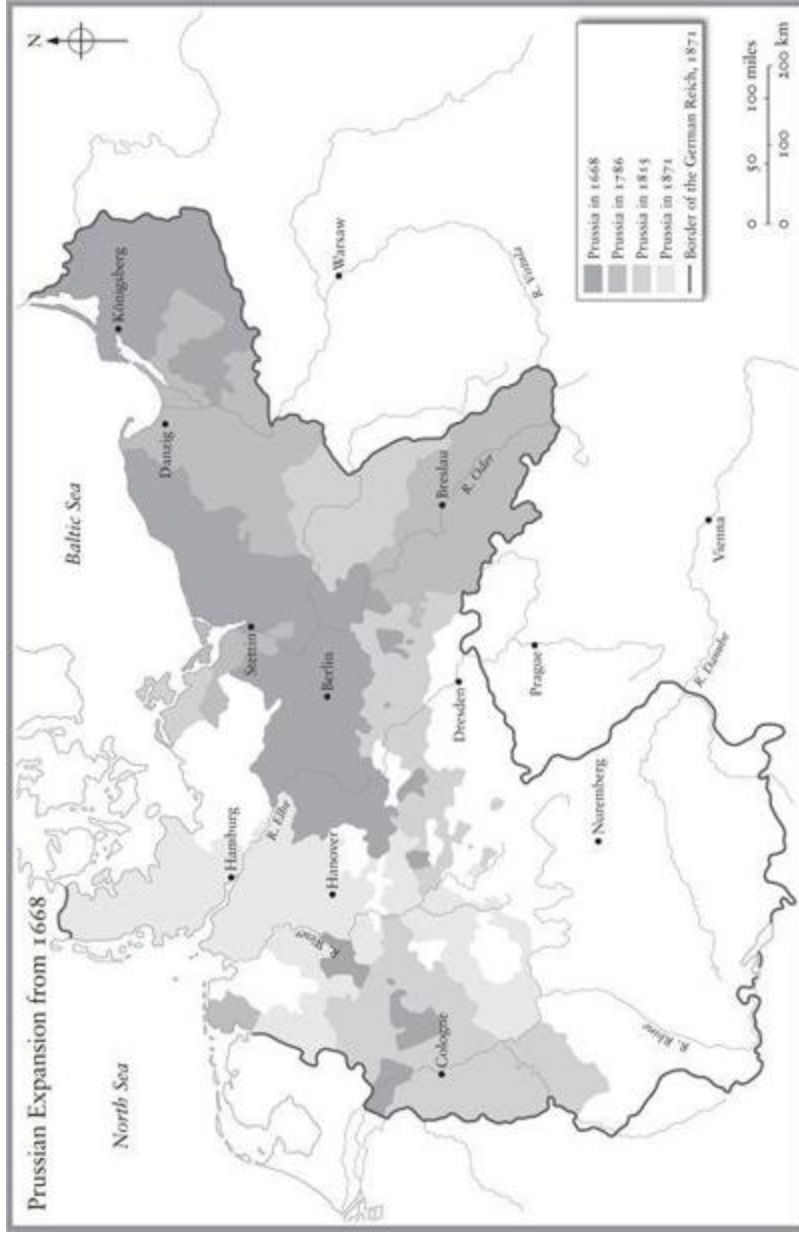 Prussian Expansion from 1668
N
North Sea
Baltic Sea
Königsberg
Danzig
Stettin
Hamburg
R. Elbe
Berlin
Hanover
R. Weser
Warsaw
R. Vistula
Cologne
Breslau
R. Oder
Dresden
Prague
Nuremberg
R. Rhine
R. Danube
Vienna
Prussia in 1668
Prussia in 1786
Prussia in 1815
Prussia in 1871
Border of the German Reich, 1871
0 50 100 miles
0 100 200 km